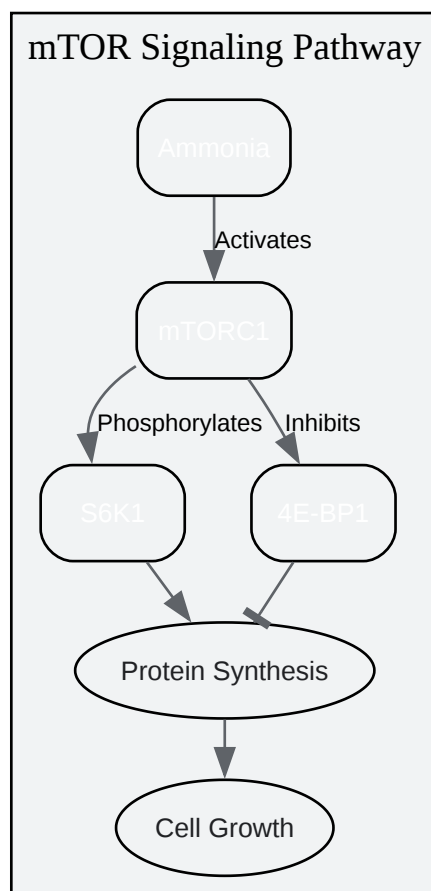 mTOR Signaling Pathway
Ammonia
Activates
mTORC1
Phosphorylates
Inhibits
S6K1
4E-BP1
Protein Synthesis
Cell Growth